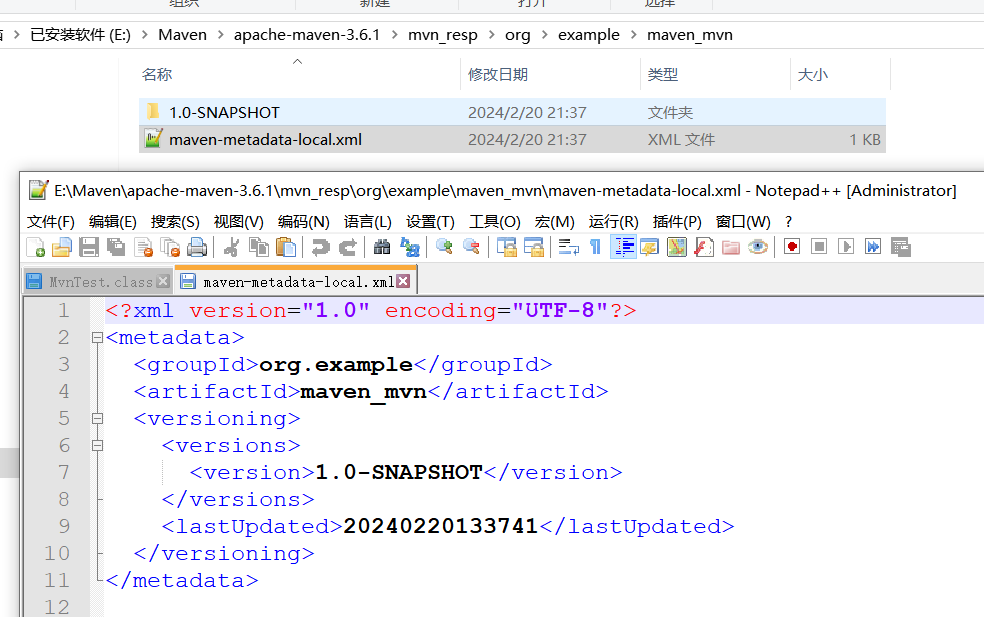 组织 新建 打开 选择
已安装软件 (E:) > Maven > apache-maven-3.6.1 > mvn_resp > org > example > maven_mvn
名称 修改日期 类型 大小
1.0-SNAPSHOT 2024/2/20 21:37 文件夹
maven-metadata-local.xml 2024/2/20 21:37 XML 文件 1 KB
E:\Maven\apache-maven-3.6.1\mvn_resp\org\example\maven_mvn\maven-metadata-local.xml - Notepad++ [Administrator]
文件(F) 编辑(E) 搜索(S) 视图(V) 编码(N) 语言(L) 设置(T) 工具(O) 宏(M) 运行(R) 插件(P) 窗口(W) ?
MvnTest.class maven-metadata-local.xml
1 <?xml version="1.0" encoding="UTF-8"?>
2 <metadata>
3 <groupId>org.example</groupId>
4 <artifactId>maven_mvn</artifactId>
5 <versioning>
6 <versions>
7 <version>1.0-SNAPSHOT</version>
8 </versions>
9 <lastUpdated>20240220133741</lastUpdated>
10 </versioning>
11 </metadata>
12